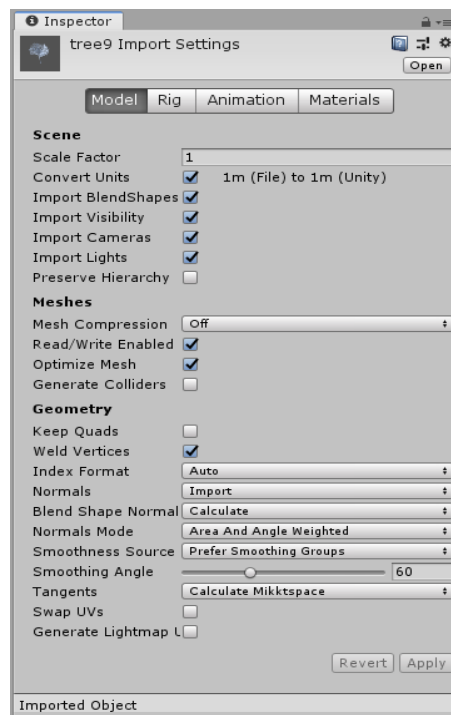 Inspector
tree9 Import Settings
Open
Model Rig Animation Materials
Scene
Scale Factor 1
Convert Units 1m (File) to 1m (Unity)
Import BlendShapes
Import Visibility
Import Cameras
Import Lights
Preserve Hierarchy
Meshes
Mesh Compression Off
Read/Write Enabled
Optimize Mesh
Generate Colliders
Geometry
Keep Quads
Weld Vertices
Index Format Auto
Normals Import
Blend Shape Normal Calculate
Normals Mode Area And Angle Weighted
Smoothness Source Prefer Smoothing Groups
Smoothing Angle 60
Tangents Calculate Mikktspace
Swap UVs
Generate Lightmap U
Revert Apply
Imported Object